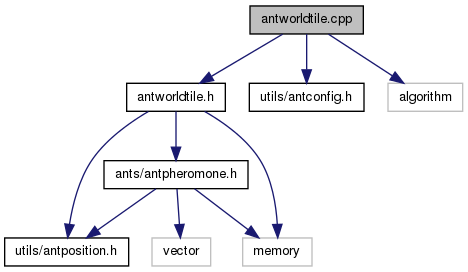 antworldtile.cpp
antworldtile.h
utils/antconfig.h
algorithm
ants/antpheromone.h
utils/antposition.h
vector
memory